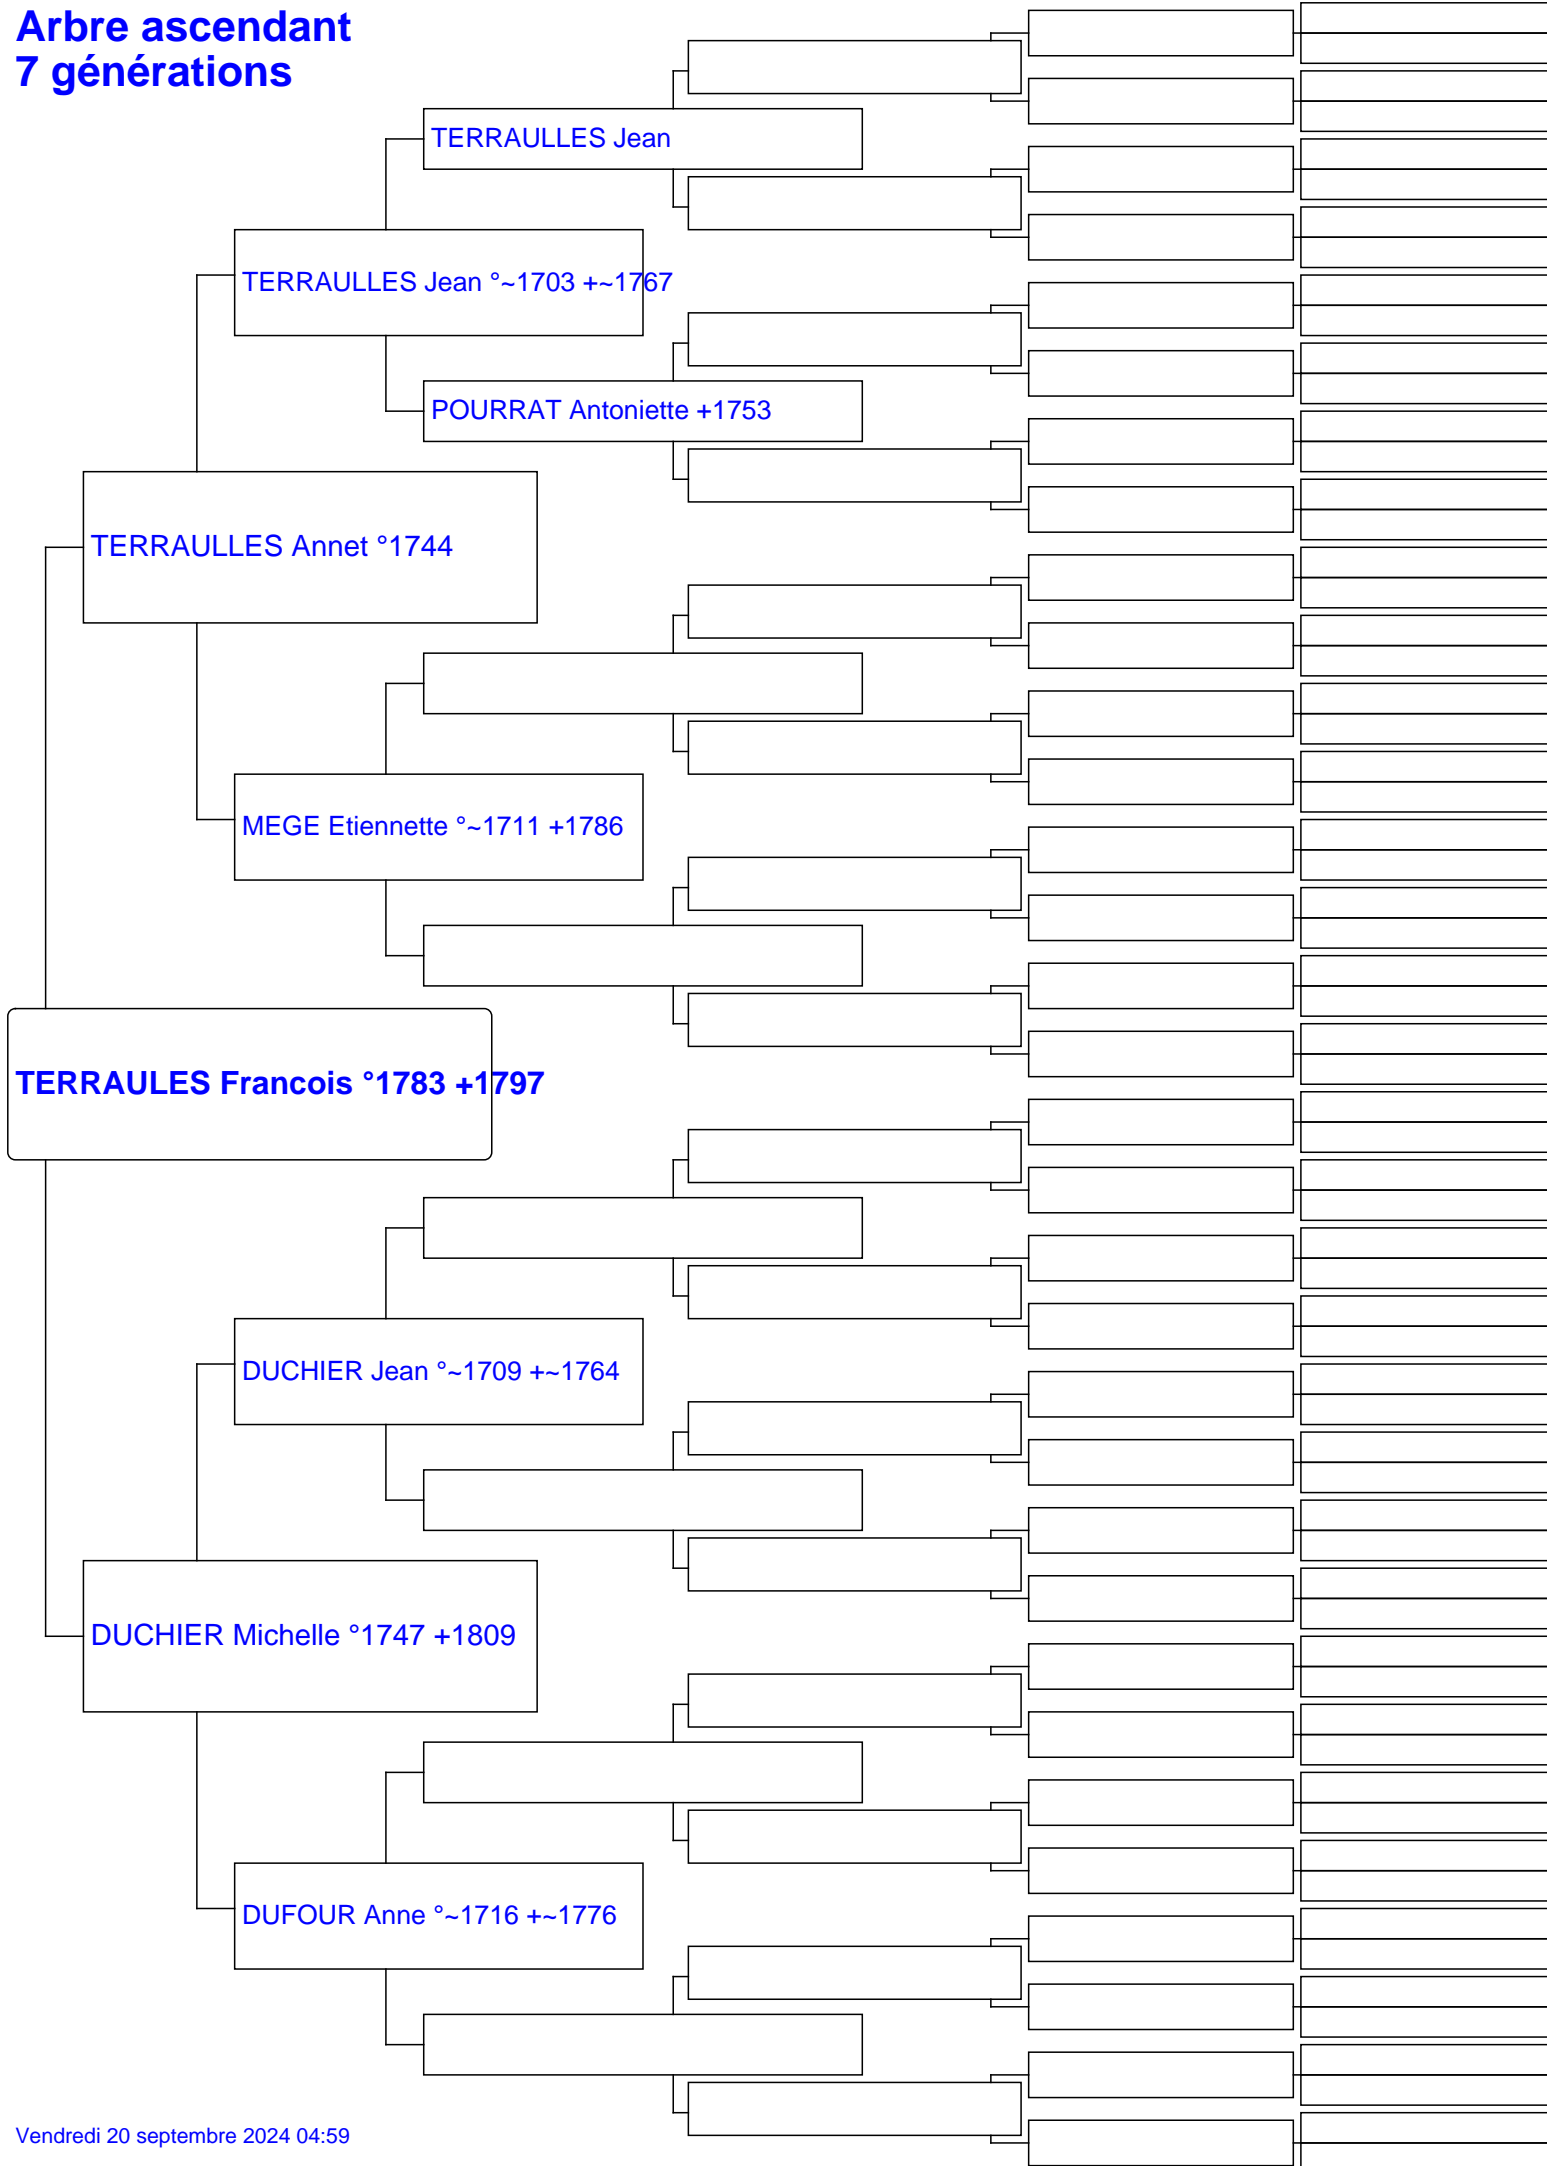 Arbre ascendant
7 générations
TERRAULLES Jean
TERRAULLES Jean °~1703 +~1767
POURRAT Antoniette +1753
TERRAULLES Annet °1744
MEGE Etiennette °~1711 +1786
TERRAULES Francois °1783 +1797
DUCHIER Jean °~1709 +~1764
DUCHIER Michelle °1747 +1809
DUFOUR Anne °~1716 +~1776
Vendredi 20 septembre 2024 04:59